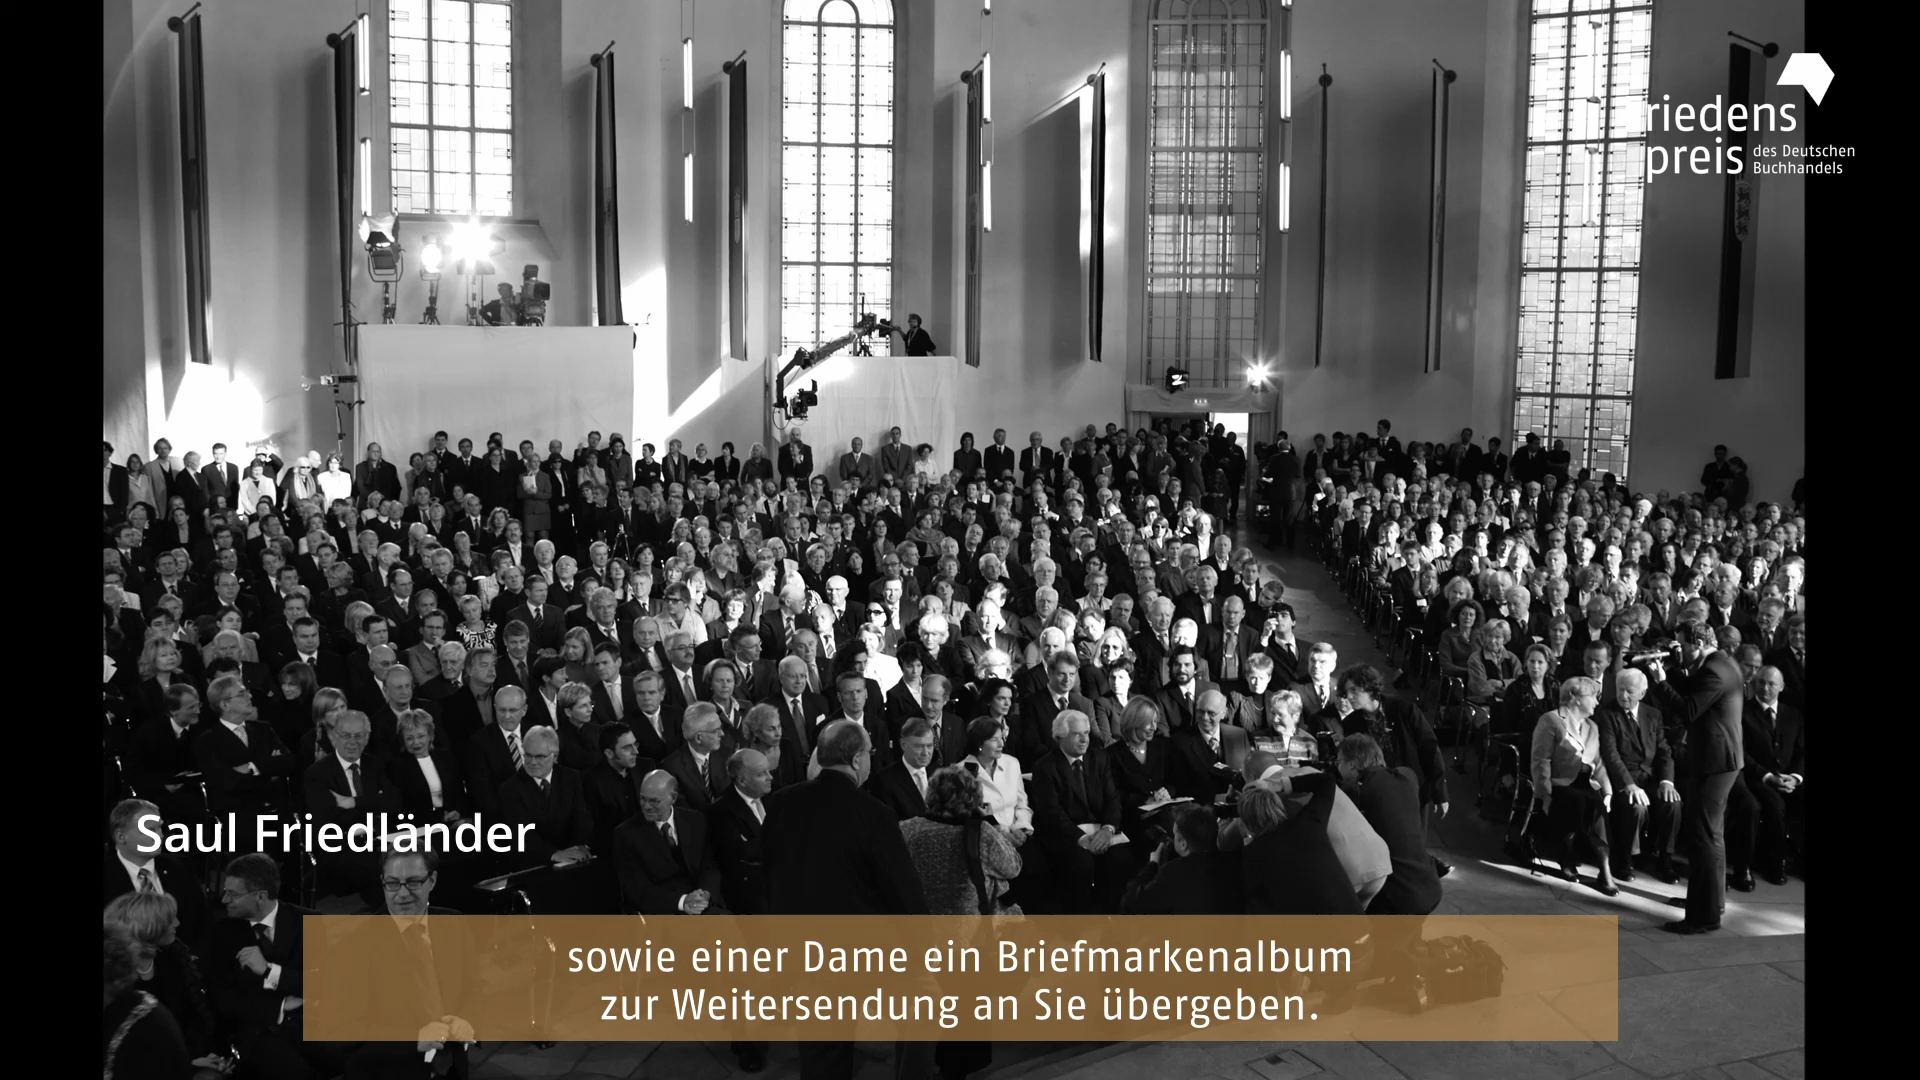 riedens
preis des Deutschen
Buchhandels
Saul Friedländer
sowie einer Dame ein Briefmarkenalbum
zur Weitersendung an Sie übergeben.